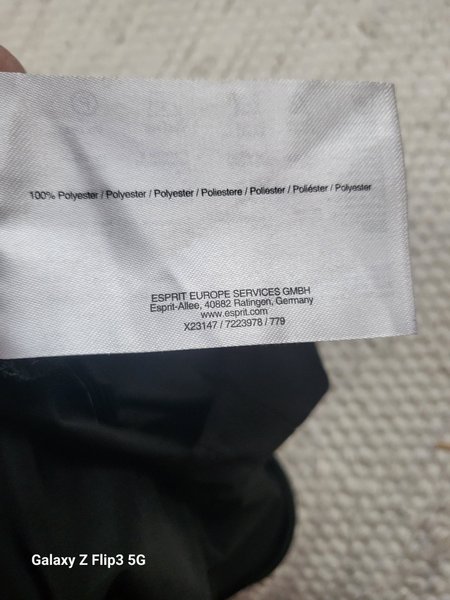 100% Polyester / Polyester / Polyester / Poliestere / Poliester / Poliéster / Polyester
ESPRIT EUROPE SERVICES GMBH
Esprit-Allee, 40882 Ratingen, Germany
www.esprit.com
X23147 / 7223978 / 779
Galaxy Z Flip3 5G